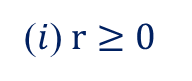 (i) r ≥ 0